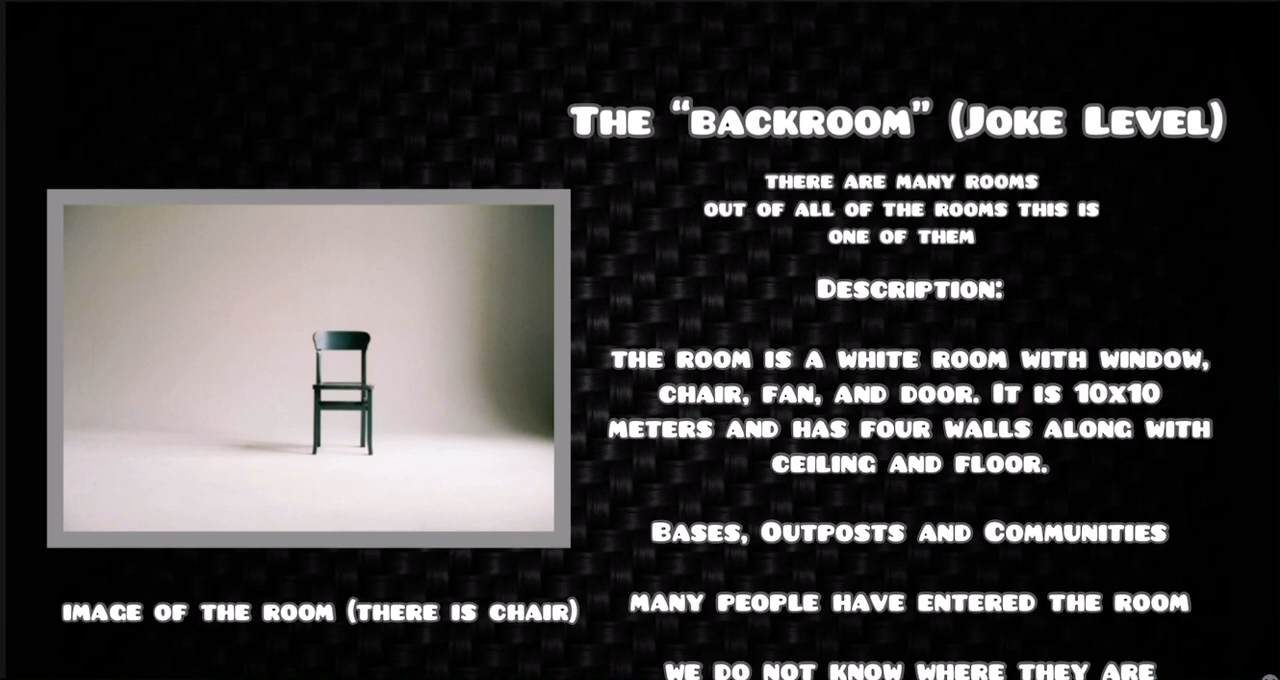 The “backroom” (Joke Level)
there are many rooms
out of all of the rooms this is
one of them
Description:
the room is a white room with window,
chair, fan, and door. It is 10x10
meters and has four walls along with
ceiling and floor.
Bases, Outposts and Communities
image of the room (there is chair)
many people have entered the room
we do not know where they are